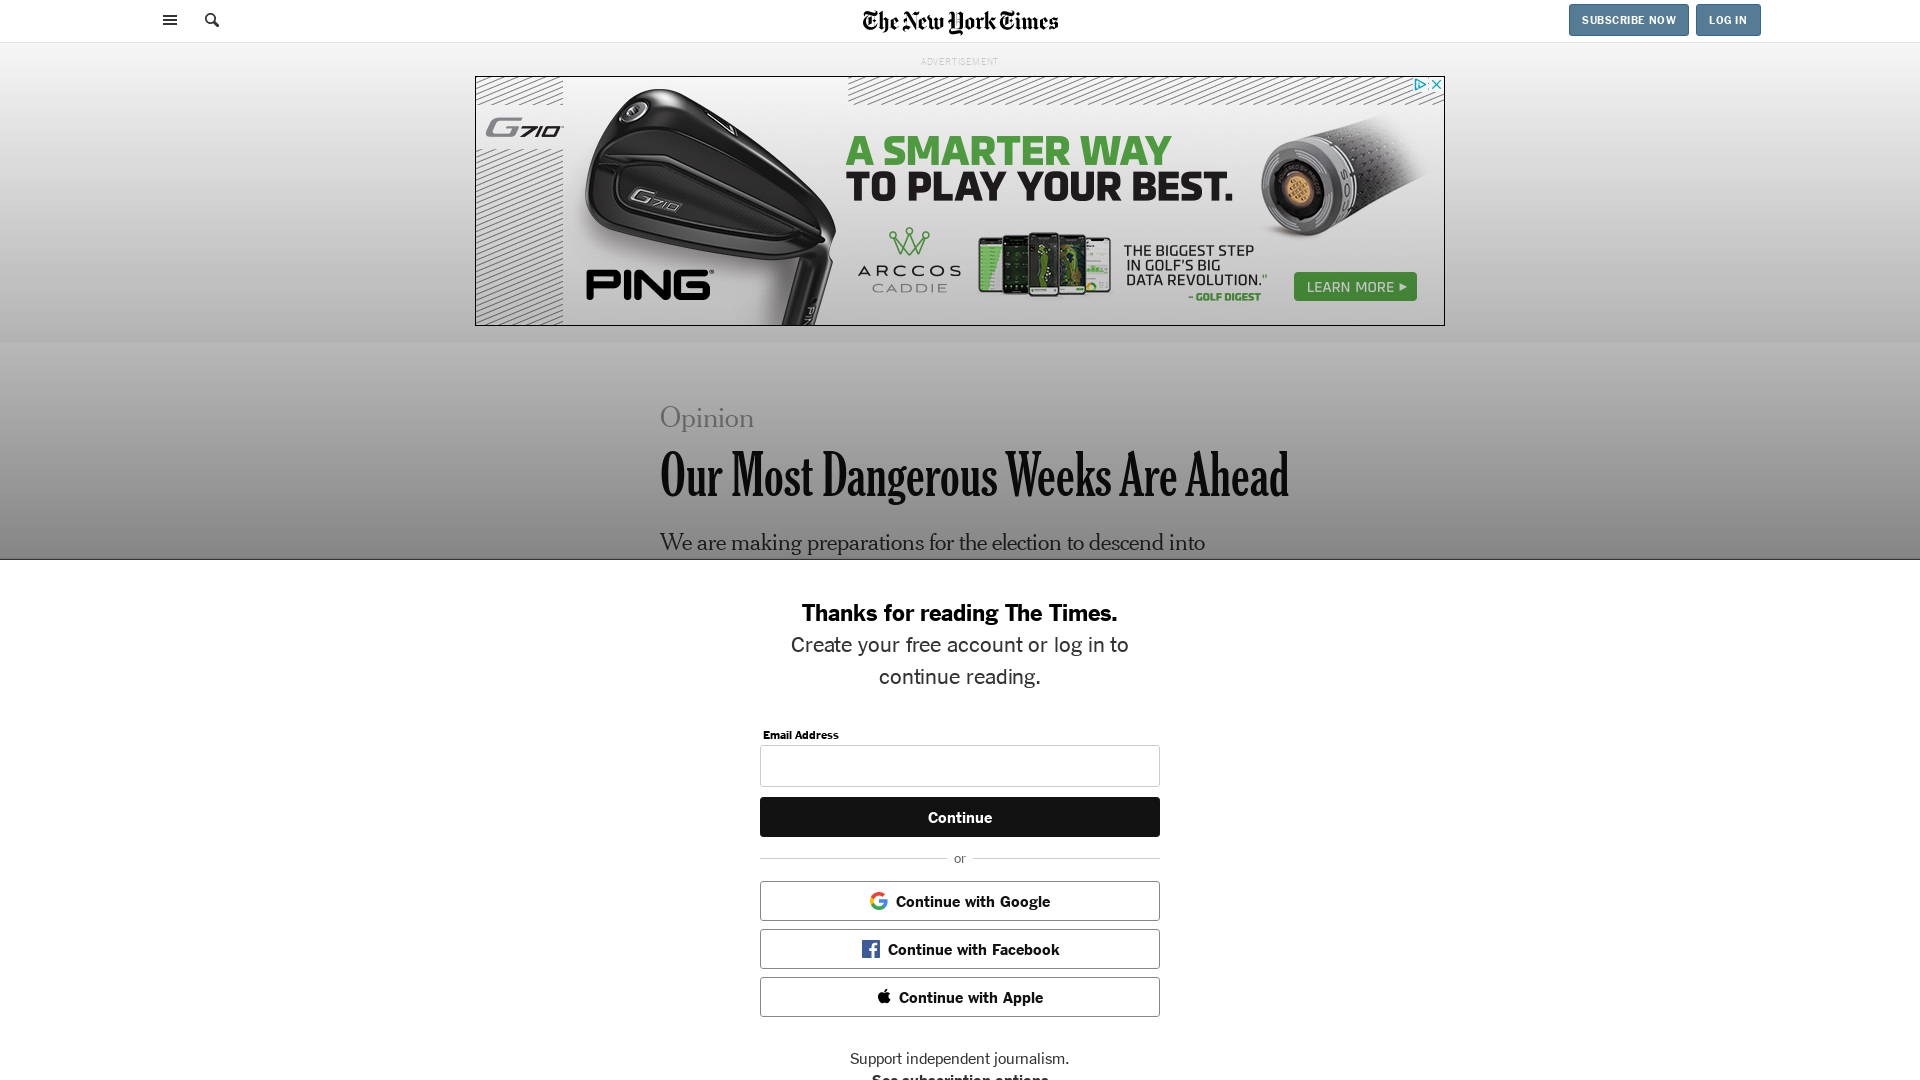 The New York Times
SUBSCRIBE NOW
LOG IN
ADVERTISEMENT
G710
A SMARTER WAY
TO PLAY YOUR BEST.
G710
PING
ARCCOS
CADDIE
THE BIGGEST STEP
IN GOLF'S BIG
DATA REVOLUTION."
– GOLF DIGEST
LEARN MORE
Opinion
Our Most Dangerous Weeks Are Ahead
We are making preparations for the election to descend into
Thanks for reading The Times.
Create your free account or log in to
continue reading.
Email Address
Continue
or
Continue with Google
Continue with Facebook
Continue with Apple
Support independent journalism.
See subscription options